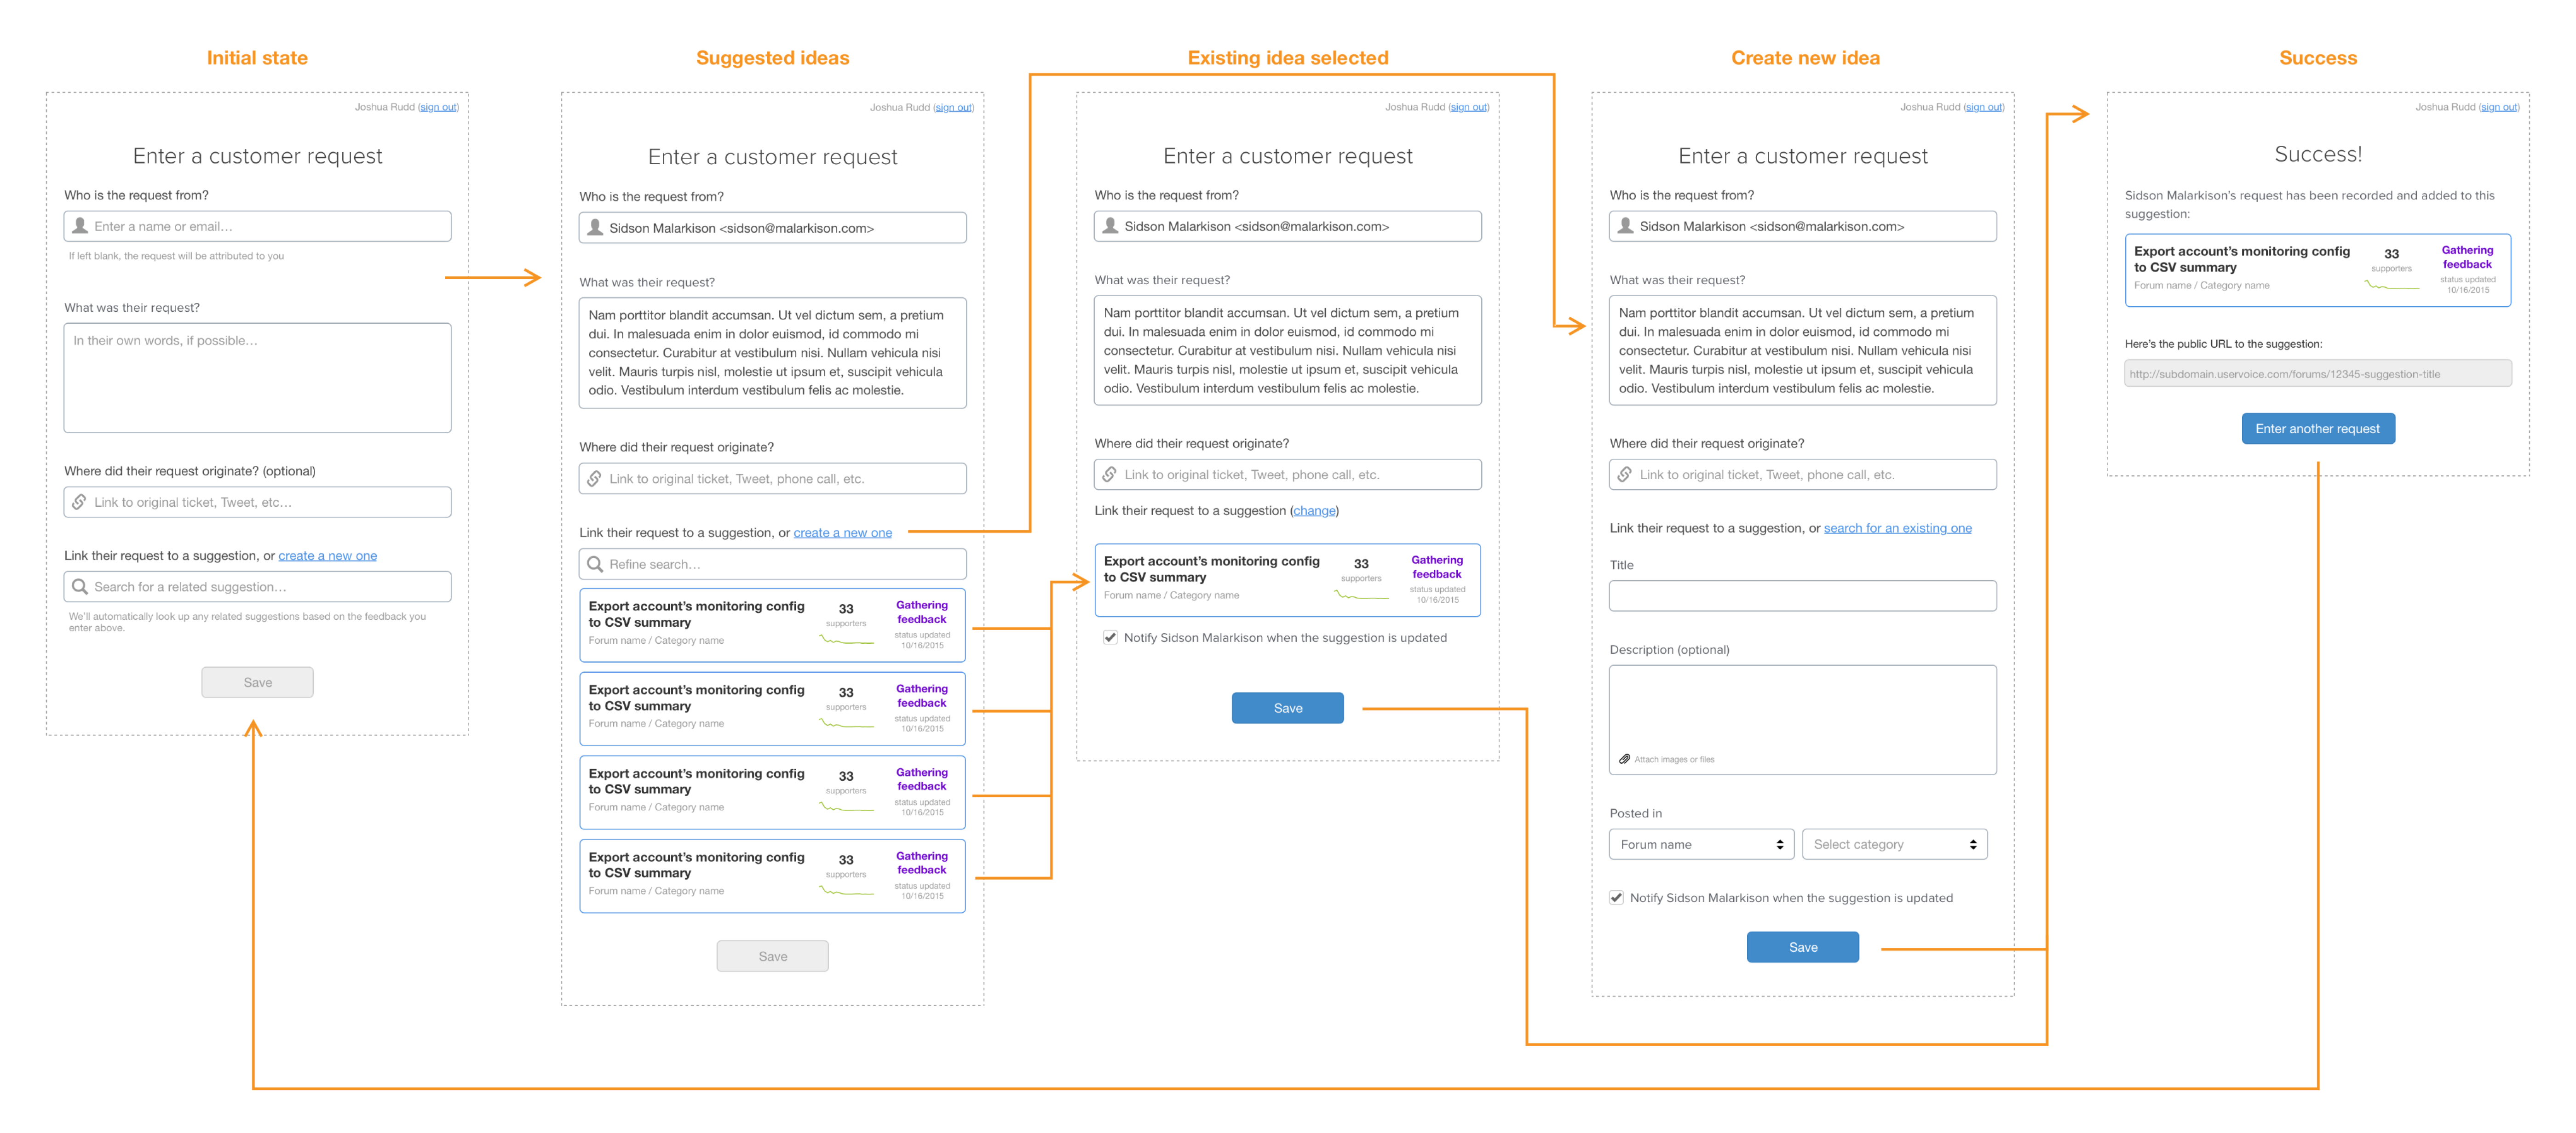 Initial state
Joshua Rudd (sign out)
Enter a customer request
Who is the request from?
Enter a name or email...
If left blank, the request will be attributed to you
What was their request?
In their own words, if possible...
Where did their request originate? (optional)
Link to original ticket, Tweet, etc...
Link their request to a suggestion, or create a new one
Search for a related suggestion...
We'll automatically look up any related suggestions based on the feedback you
enter above.
Save
Suggested ideas
Joshua Rudd (sign out)
Enter a customer request
Who is the request from?
Sidson Malarkison <sidson@malarkison.com>
What was their request?
Nam porttitor blandit accumsan. Ut vel dictum sem, a pretium
dui. In malesuada enim in dolor euismod, id commodo mi
consectetur. Curabitur at vestibulum nisi. Nullam vehicula nisi
velit. Mauris turpis nisl, molestie ut ipsum et, suscipit vehicula
odio. Vestibulum interdum vestibulum felis ac molestie.
Where did their request originate?
Link to original ticket, Tweet, phone call, etc.
Link their request to a suggestion, or create a new one
Refine search...
Export account's monitoring config
to CSV summary
Forum name / Category name
33
supporters
Gathering
feedback
status updated
10/16/2015
Export account's monitoring config
to CSV summary
Forum name / Category name
33
supporters
Gathering
feedback
status updated
10/16/2015
Export account's monitoring config
to CSV summary
Forum name / Category name
33
supporters
Gathering
feedback
status updated
10/16/2015
Export account's monitoring config
to CSV summary
Forum name / Category name
33
supporters
Gathering
feedback
status updated
10/16/2015
Save
Existing idea selected
Joshua Rudd (sign out)
Enter a customer request
Who is the request from?
Sidson Malarkison <sidson@malarkison.com>
What was their request?
Nam porttitor blandit accumsan. Ut vel dictum sem, a pretium
dui. In malesuada enim in dolor euismod, id commodo mi
consectetur. Curabitur at vestibulum nisi. Nullam vehicula nisi
velit. Mauris turpis nisl, molestie ut ipsum et, suscipit vehicula
odio. Vestibulum interdum vestibulum felis ac molestie.
Where did their request originate?
Link to original ticket, Tweet, phone call, etc.
Link their request to a suggestion (change)
Export account's monitoring config
to CSV summary
Forum name / Category name
33
supporters
Gathering
feedback
status updated
10/16/2015
Notify Sidson Malarkison when the suggestion is updated
Save
Create new idea
Joshua Rudd (sign out)
Enter a customer request
Who is the request from?
Sidson Malarkison <sidson@malarkison.com>
What was their request?
Nam porttitor blandit accumsan. Ut vel dictum sem, a pretium
dui. In malesuada enim in dolor euismod, id commodo mi
consectetur. Curabitur at vestibulum nisi. Nullam vehicula nisi
velit. Mauris turpis nisl, molestie ut ipsum et, suscipit vehicula
odio. Vestibulum interdum vestibulum felis ac molestie.
Where did their request originate?
Link to original ticket, Tweet, phone call, etc.
Link their request to a suggestion, or search for an existing one
Title
Description (optional)
Attach images or files
Posted in
Forum name
Select category
Notify Sidson Malarkison when the suggestion is updated
Save
Success
Joshua Rudd (sign out)
Success!
Sidson Malarkison's request has been recorded and added to this
suggestion:
Export account's monitoring config
to CSV summary
Forum name / Category name
33
supporters
Gathering
feedback
status updated
10/16/2015
Here's the public URL to the suggestion:
http://subdomain.uservoice.com/forums/12345-suggestion-title
Enter another request